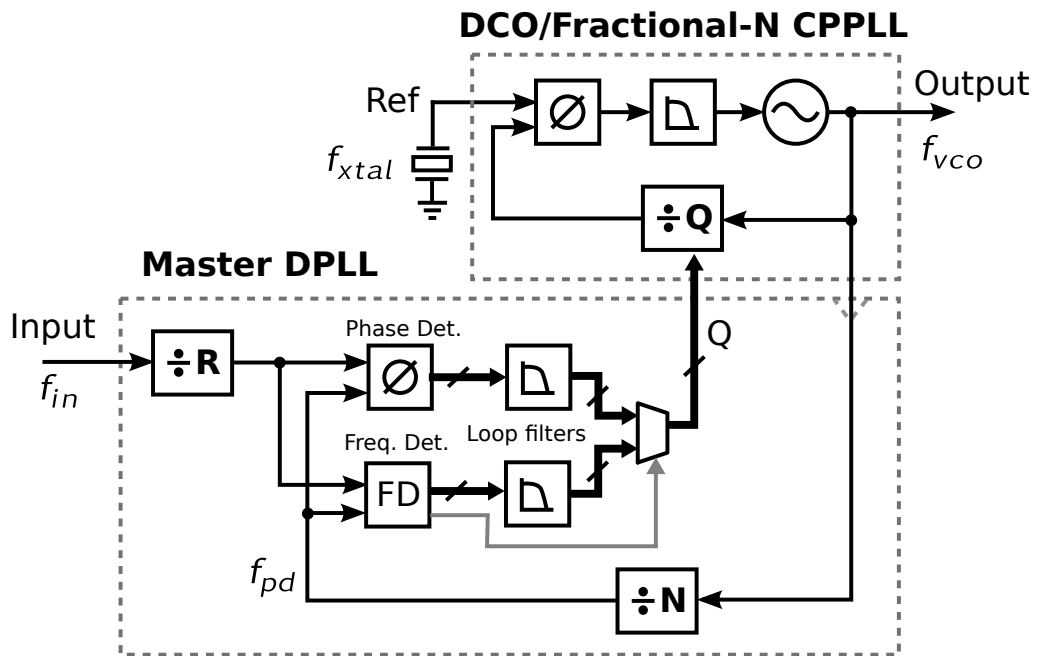 DCO/Fractional-N CPPLL
Ref
Output
f_xtal
f_vco
÷Q
Master DPLL
Input
Phase Det.
Q
÷R
f_in
Freq. Det.
Loop filters
FD
f_pd
÷N